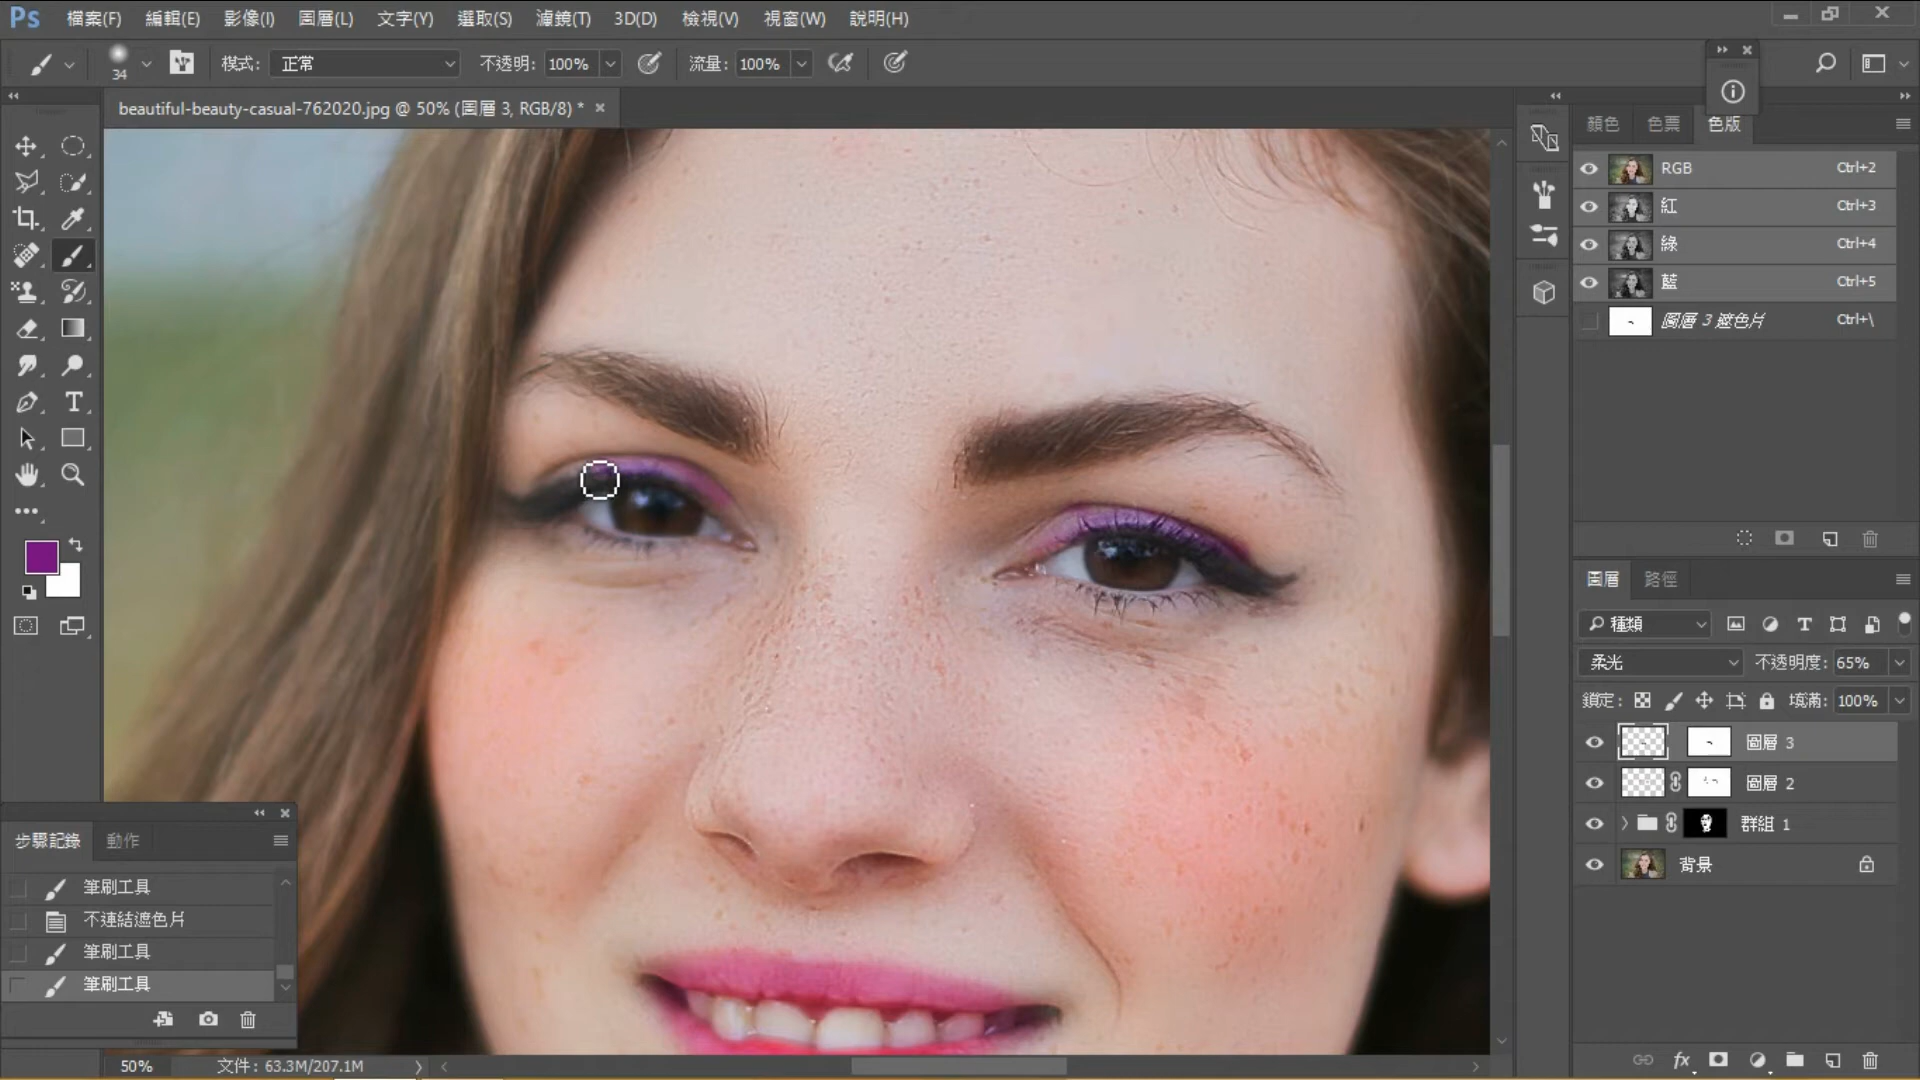 Ps 檔案(F) 編輯(E) 影像(I) 圖層(L) 文字(Y) 選取(S) 濾鏡(T) 3D(D) 檢視(V) 視窗(W) 說明(H)
34 模式: 正常 不透明: 100% 流量: 100%
beautiful-beauty-casual-762020.jpg @ 50% (圖層 3, RGB/8) *
顏色 色票 色版
RGB Ctrl+2
紅 Ctrl+3
綠 Ctrl+4
藍 Ctrl+5
圖層 3 遮色片 Ctrl+\
圖層 路徑
種類
柔光 不透明度: 65%
鎖定: 填滿: 100%
圖層 3
圖層 2
群組 1
背景
步驟記錄 動作
筆刷工具
不連結遮色片
筆刷工具
筆刷工具
50% 文件: 63.3M/207.1M